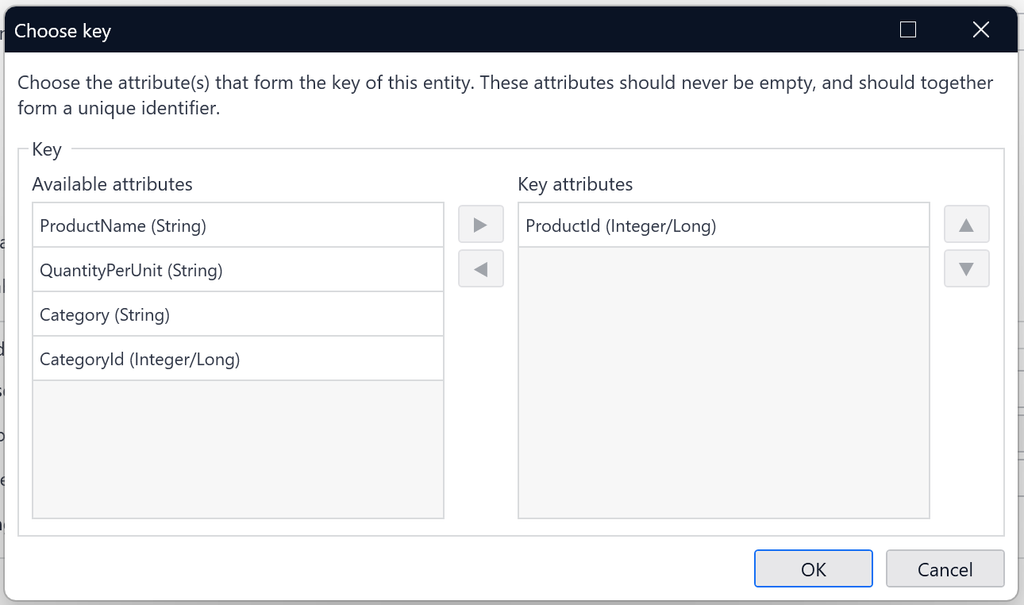 Choose key
Choose the attribute(s) that form the key of this entity. These attributes should never be empty, and should together
form a unique identifier.
Key
Available attributes
ProductName (String)
QuantityPerUnit (String)
Category (String)
CategoryId (Integer/Long)
Key attributes
ProductId (Integer/Long)
OK
Cancel